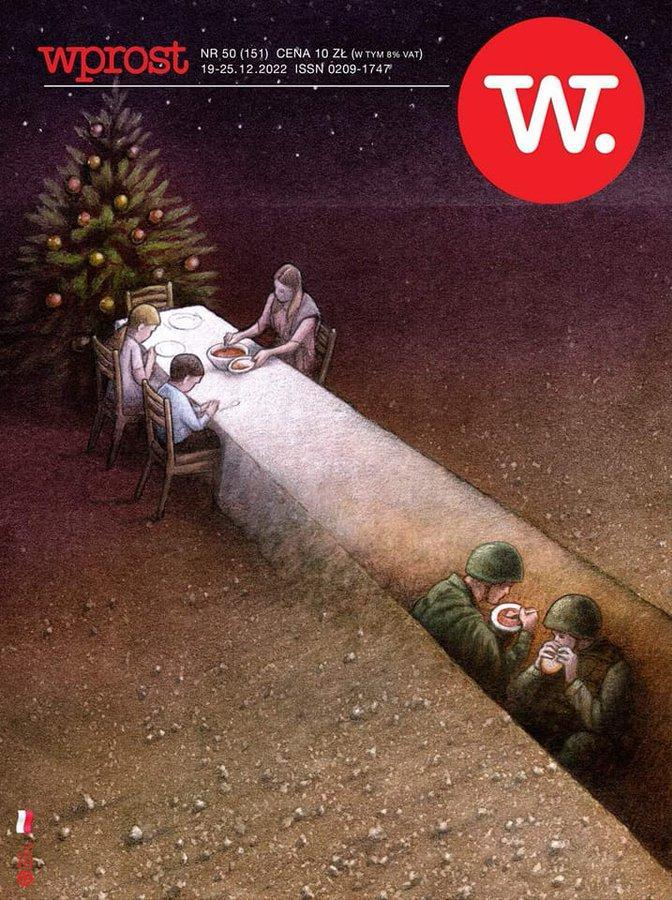 wprost
NR 50 (151) CENA 10 ZŁ (W TYM 8% VAT)
19-25.12.2022 ISSN 0209-1747
W.